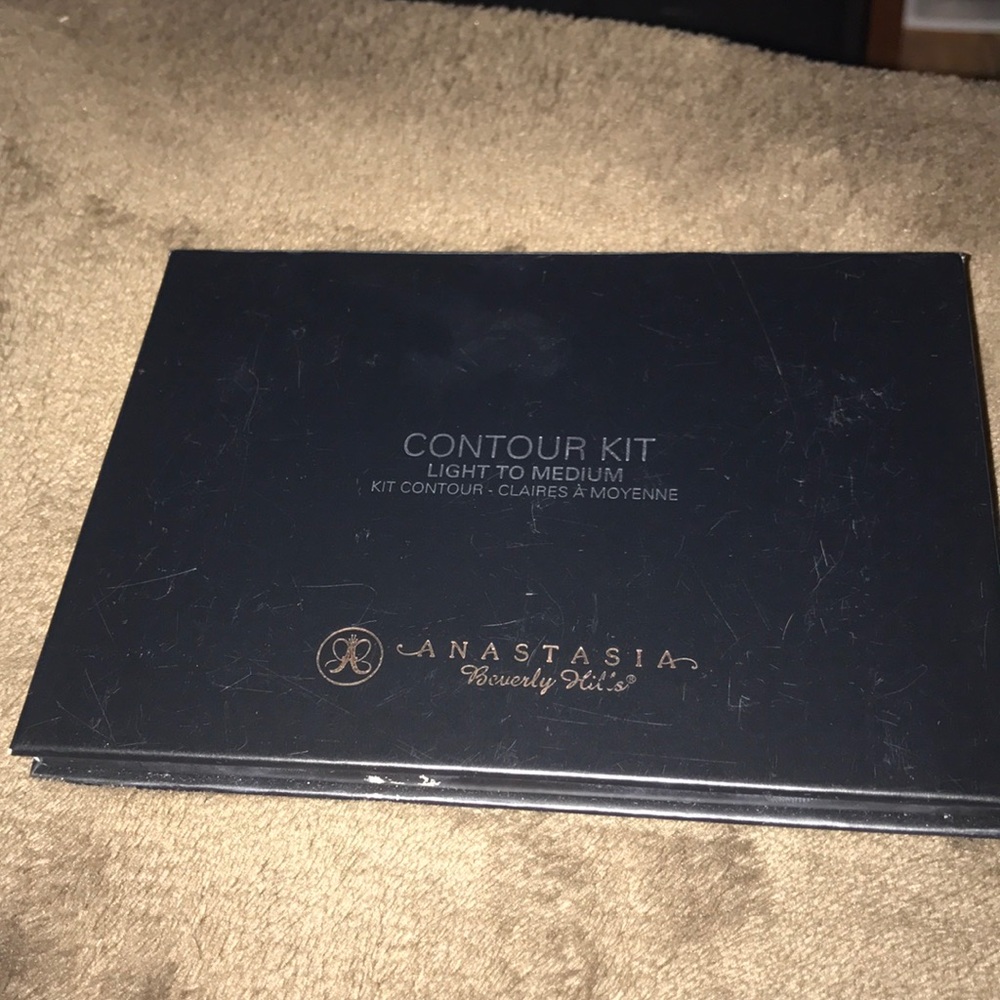 CONTOUR KIT
LIGHT TO MEDIUM
KIT CONTOUR - CLAIRES À MOYENNE
ANASTASIA
Beverly Hills®